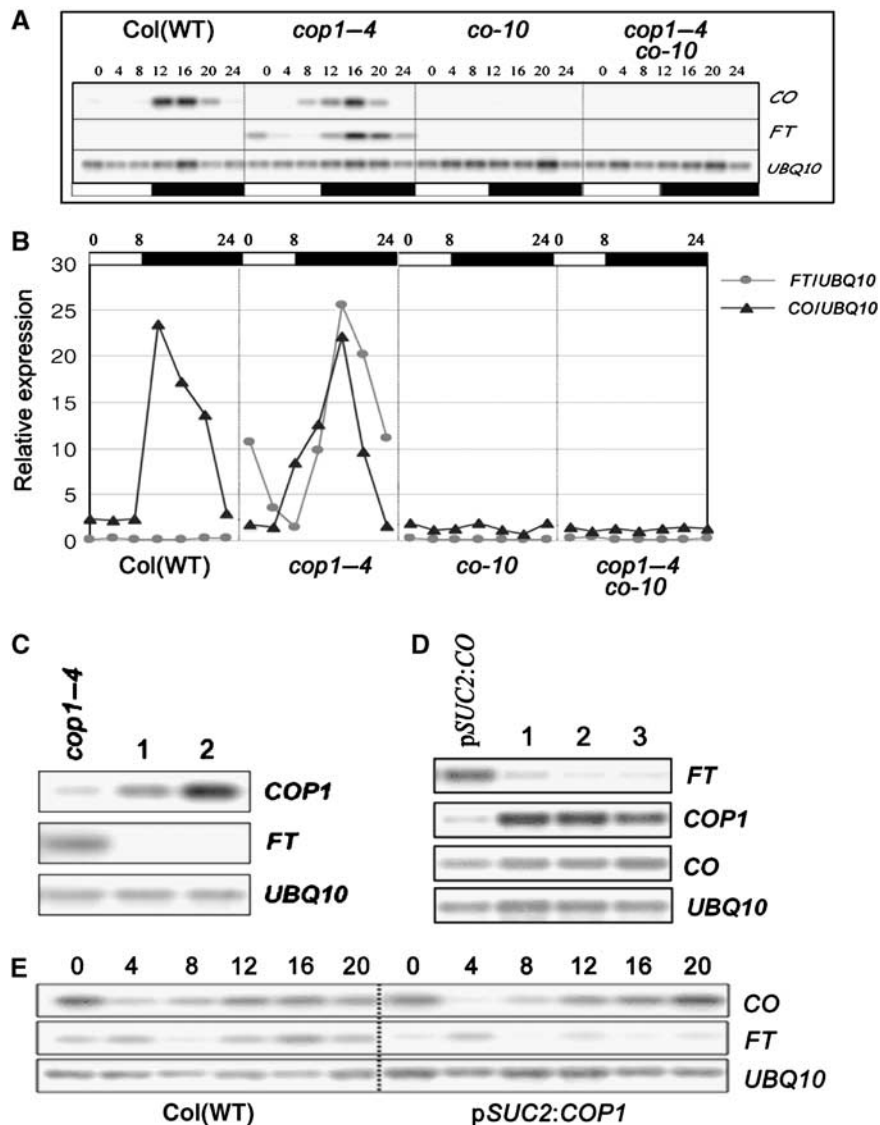 A
Col(WT) cop1–4 co-10 cop1–4 co-10
0 4 8 12 16 20 24 0 4 8 12 16 20 24 0 4 8 12 16 20 24 0 4 8 12 16 20 24
CO
FT
UBQ10
B
0 8 24 0 8 24 0 8 24 0 8 24
30
25
20
15
10
5
0
Relative expression
FT/UBQ10
CO/UBQ10
Col(WT) cop1–4 co-10 cop1–4 co-10
C
cop1–4 1 2
COP1
FT
UBQ10
D
pSUC2:CO 1 2 3
FT
COP1
CO
UBQ10
E
0 4 8 12 16 20 0 4 8 12 16 20
CO
FT
UBQ10
Col(WT) pSUC2:COP1